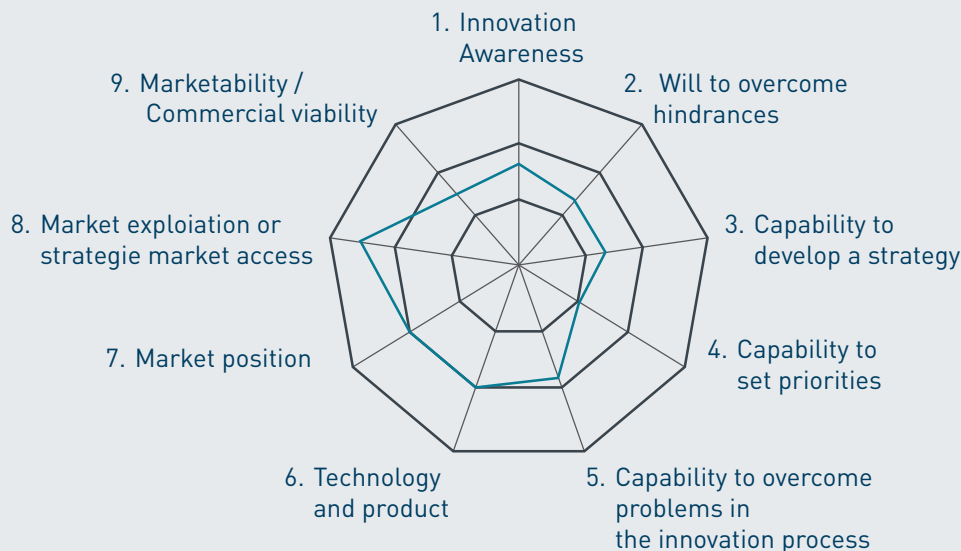 1. Innovation
Awareness
2. Will to overcome
hindrances
3. Capability to
develop a strategy
4. Capability to
set priorities
5. Capability to overcome
problems in
the innovation process
6. Technology
and product
7. Market position
8. Market exploiation or
strategie market access
9. Marketability /
Commercial viability